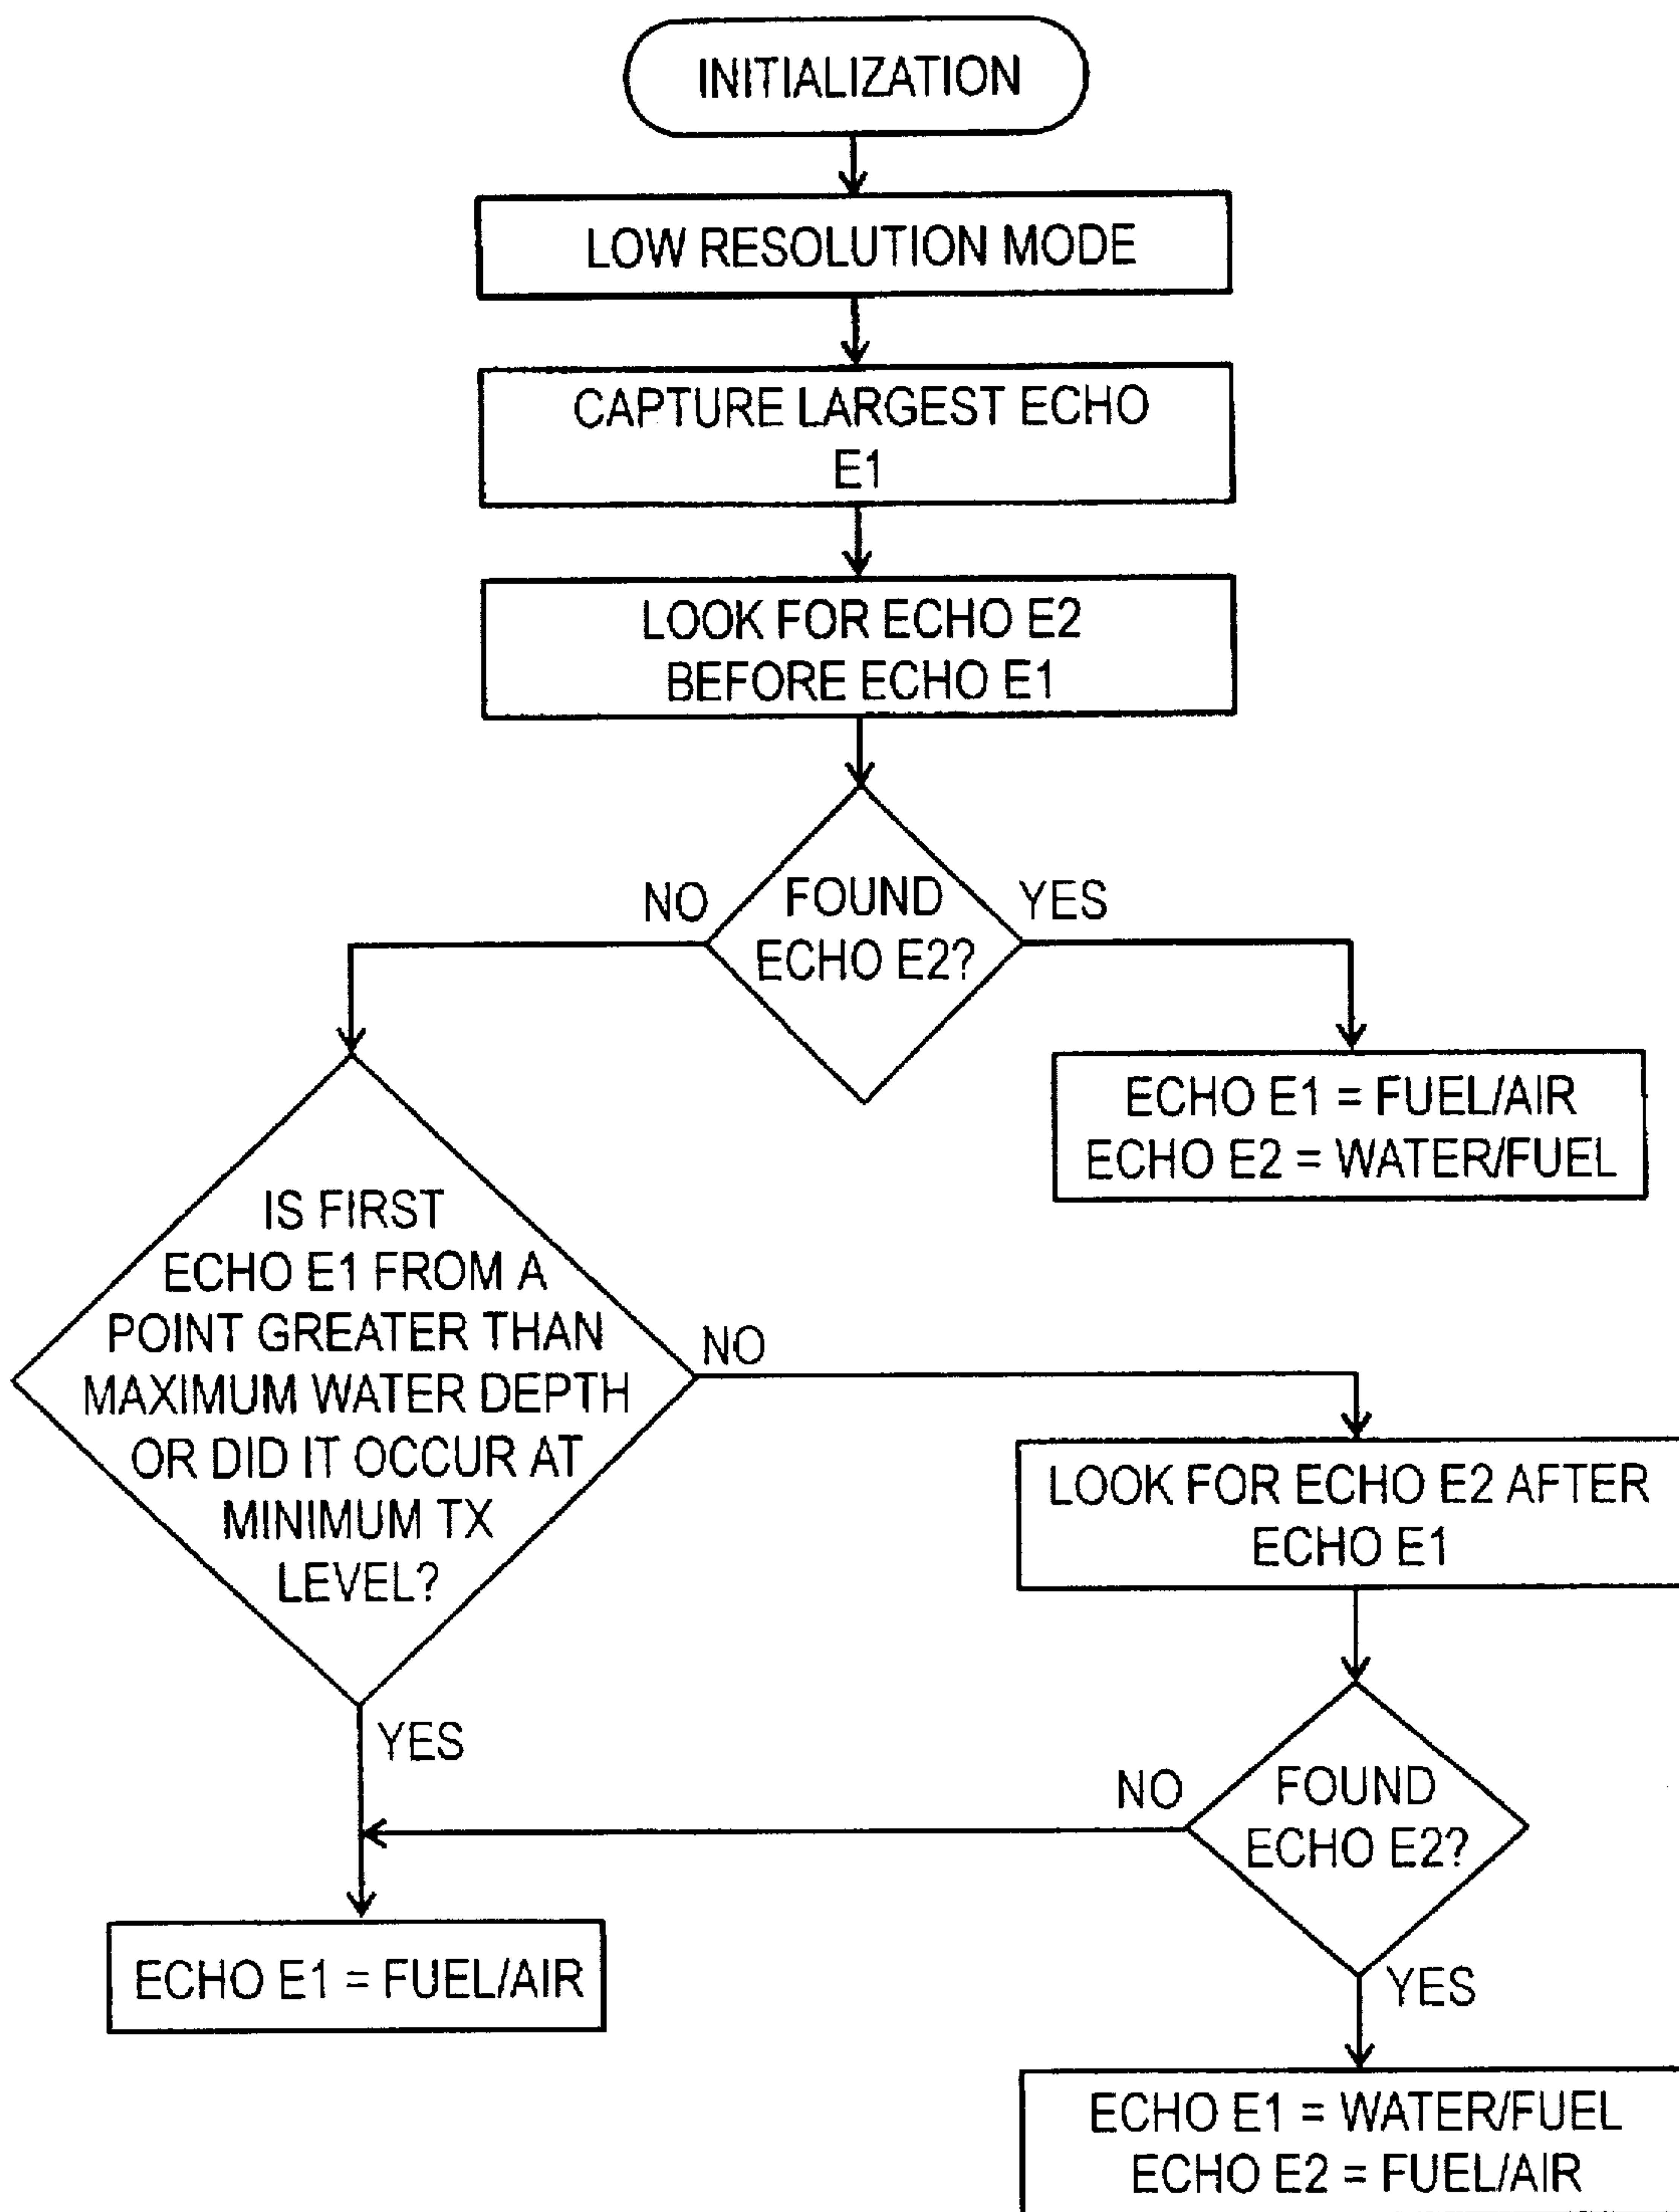 INITIALIZATION
LOW RESOLUTION MODE
CAPTURE LARGEST ECHO
E1
LOOK FOR ECHO E2
BEFORE ECHO E1
NO
FOUND
ECHO E2?
YES
ECHO E1 = FUEL/AIR
ECHO E2 = WATER/FUEL
IS FIRST
ECHO E1 FROM A
POINT GREATER THAN
MAXIMUM WATER DEPTH
OR DID IT OCCUR AT
MINIMUM TX
LEVEL?
NO
LOOK FOR ECHO E2 AFTER
ECHO E1
YES
NO
FOUND
ECHO E2?
ECHO E1 = FUEL/AIR
YES
ECHO E1 = WATER/FUEL
ECHO E2 = FUEL/AIR